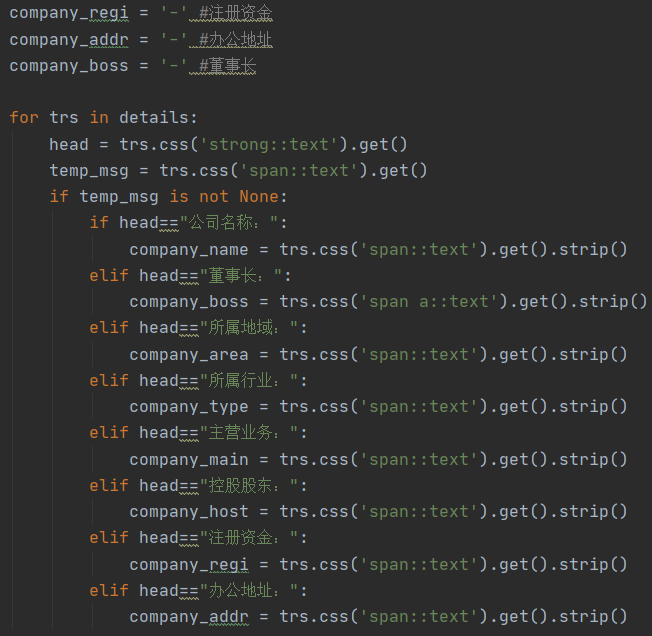 company_regi = '-' #注册资金
company_addr = '-' #办公地址
company_boss = '-' #董事长
for trs in details:
head = trs.css('strong::text').get()
temp_msg = trs.css('span::text').get()
if temp_msg is not None:
if head=="公司名称：":
company_name = trs.css('span::text').get().strip()
elif head=="董事长：":
company_boss = trs.css('span a::text').get().strip()
elif head=="所属地域：":
company_area = trs.css('span::text').get().strip()
elif head=="所属行业：":
company_type = trs.css('span::text').get().strip()
elif head=="主营业务：":
company_main = trs.css('span::text').get().strip()
elif head=="控股股东：":
company_host = trs.css('span::text').get().strip()
elif head=="注册资金：":
company_regi = trs.css('span::text').get().strip()
elif head=="办公地址：":
company_addr = trs.css('span::text').get().strip()